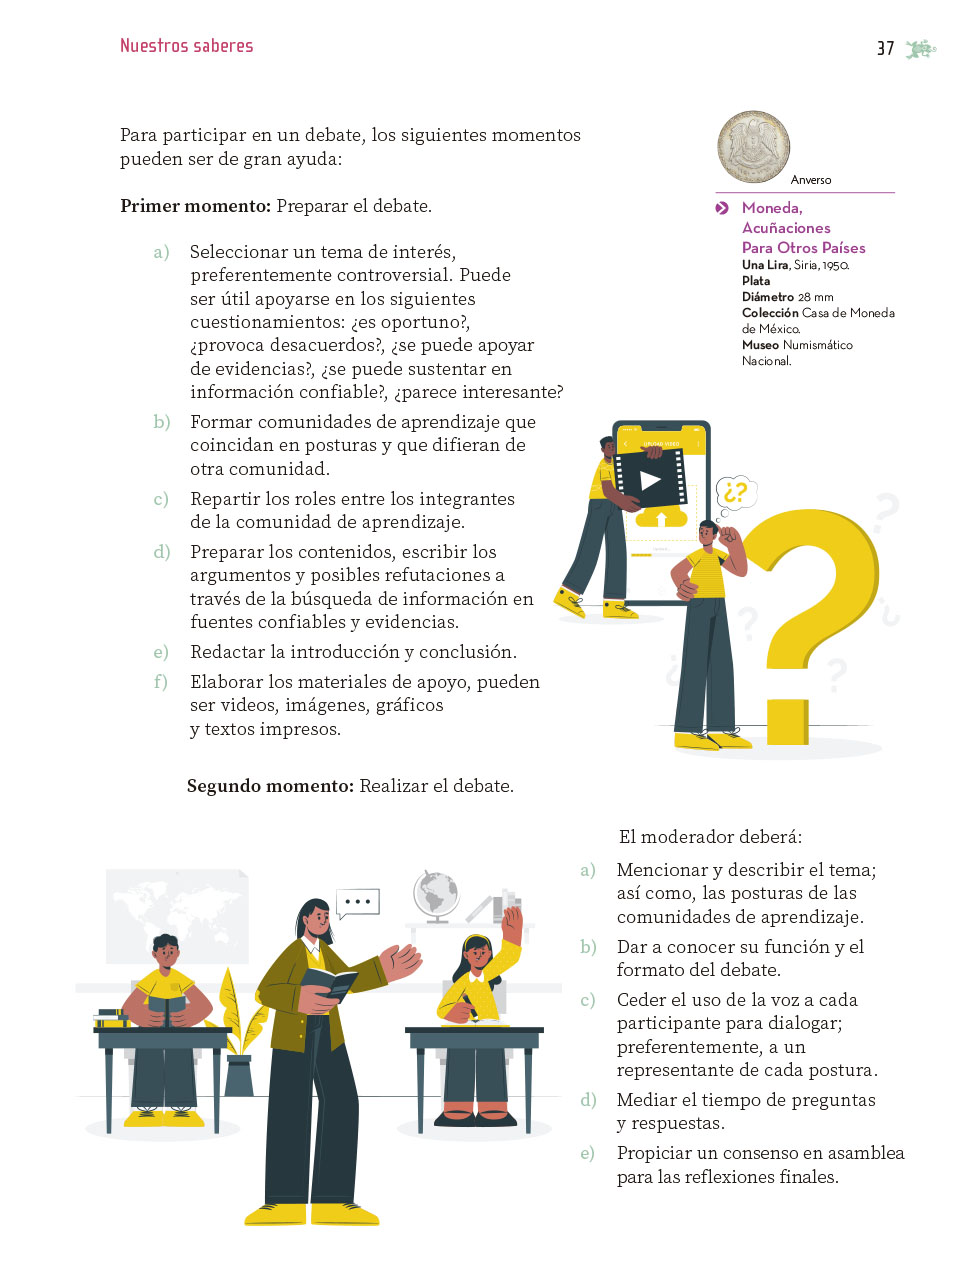 Nuestros saberes
37
Para participar en un debate, los siguientes momentos
pueden ser de gran ayuda:
Primer momento: Preparar el debate.
a) Seleccionar un tema de interés,
preferentemente controversial. Puede
ser útil apoyarse en los siguientes
cuestionamientos: ¿es oportuno?,
¿provoca desacuerdos?, ¿se puede apoyar
de evidencias?, ¿se puede sustentar en
información confiable?, ¿parece interesante?
b) Formar comunidades de aprendizaje que
coincidan en posturas y que difieran de
otra comunidad.
c) Repartir los roles entre los integrantes
de la comunidad de aprendizaje.
d) Preparar los contenidos, escribir los
argumentos y posibles refutaciones a
través de la búsqueda de información en
fuentes confiables y evidencias.
e) Redactar la introducción y conclusión.
f) Elaborar los materiales de apoyo, pueden
ser videos, imágenes, gráficos
y textos impresos.
Anverso
Moneda,
Acuñaciones
Para Otros Países
Una Lira, Siria, 1950.
Plata
Diámetro 28 mm
Colección Casa de Moneda
de México.
Museo Numismático
Nacional.
¿?
Segundo momento: Realizar el debate.
El moderador deberá:
a) Mencionar y describir el tema;
así como, las posturas de las
comunidades de aprendizaje.
b) Dar a conocer su función y el
formato del debate.
c) Ceder el uso de la voz a cada
participante para dialogar;
preferentemente, a un
representante de cada postura.
d) Mediar el tiempo de preguntas
y respuestas.
e) Propiciar un consenso en asamblea
para las reflexiones finales.